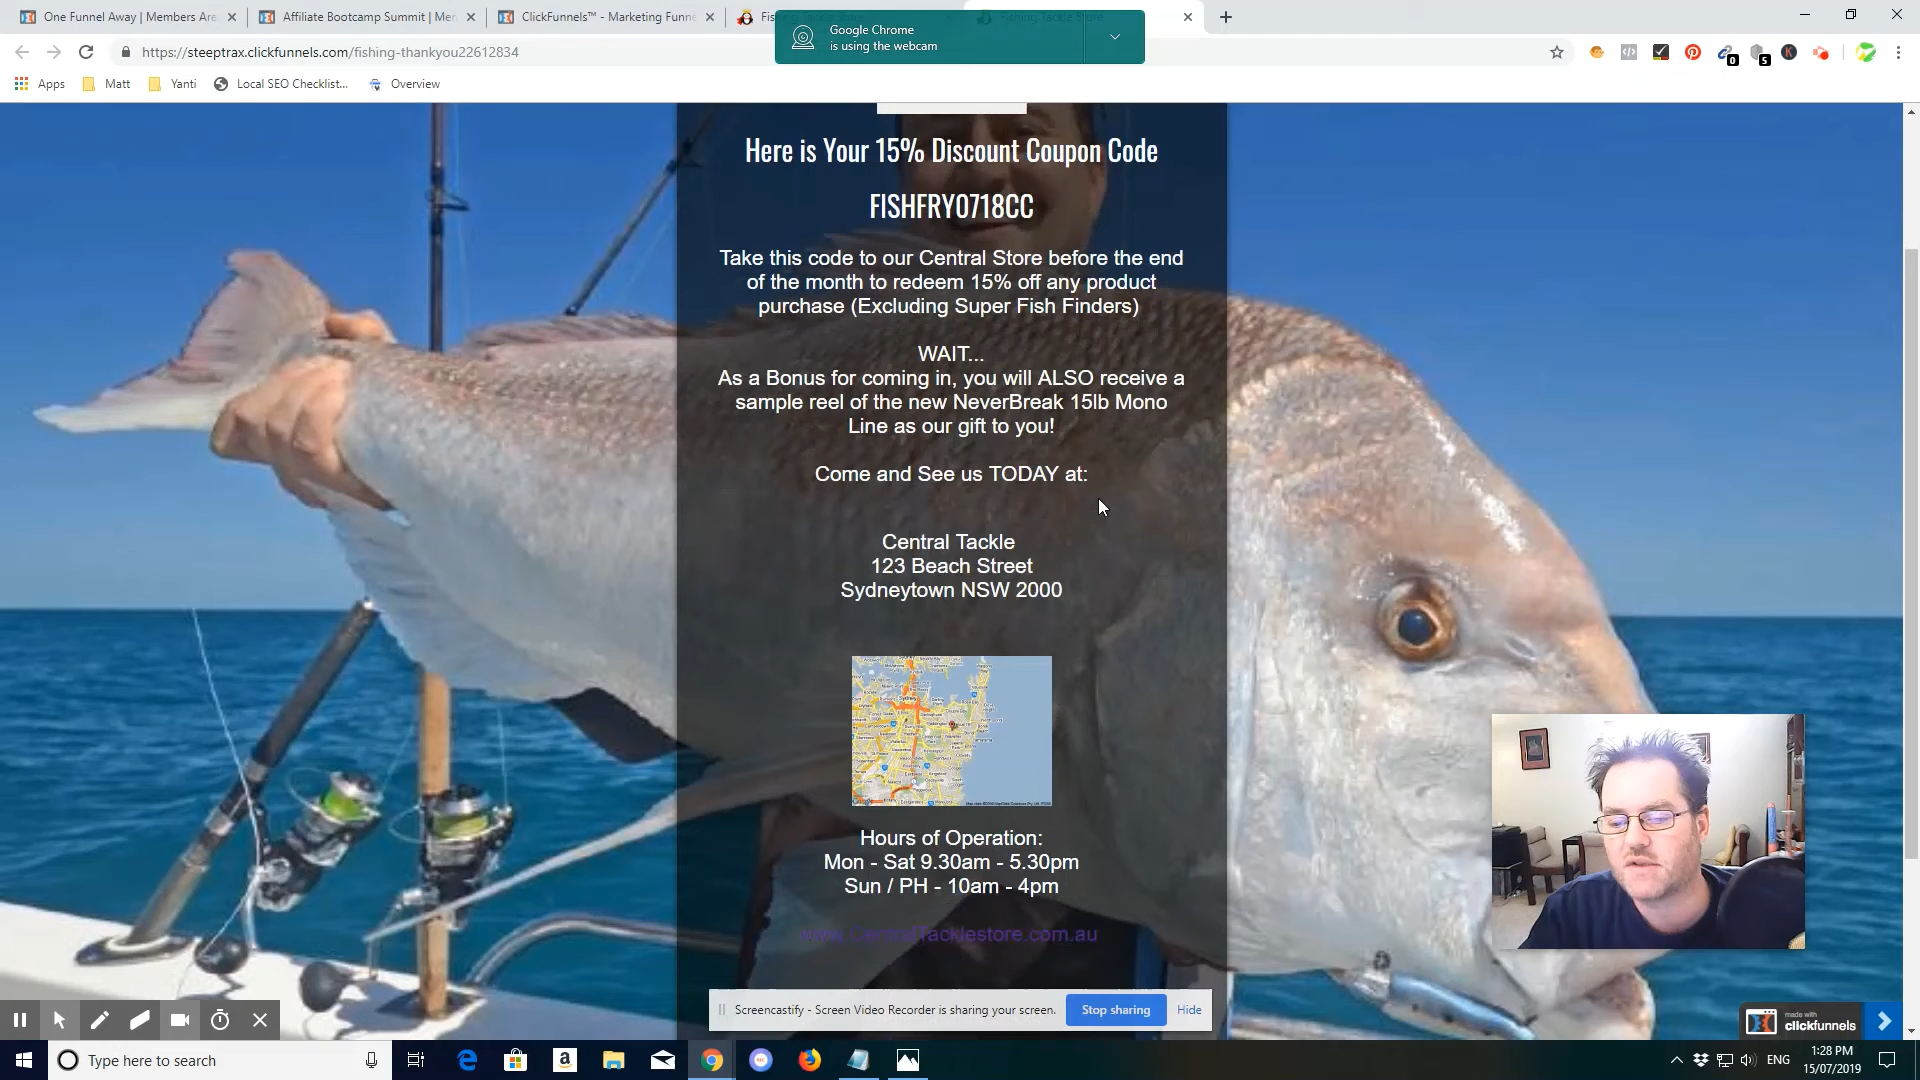 One Funnel Away | Members Are
Affiliate Bootcamp Summit | Mem
ClickFunnels™ - Marketing Funne
Fishing Tackle Store
Google Chrome
is using the webcam
https://steeptrax.clickfunnels.com/fishing-thankyou22612834
0
5
Apps
Matt
Yanti
Local SEO Checklist...
Overview
Here is Your 15% Discount Coupon Code
FISHFRY0718CC
Take this code to our Central Store before the end
of the month to redeem 15% off any product
purchase (Excluding Super Fish Finders)
WAIT...
As a Bonus for coming in, you will ALSO receive a
sample reel of the new NeverBreak 15lb Mono
Line as our gift to you!
Come and See us TODAY at:
Central Tackle
123 Beach Street
Sydneytown NSW 2000
Hours of Operation:
Mon - Sat 9.30am - 5.30pm
Sun / PH - 10am - 4pm
www.CentralTacklestore.com.au
Screencastify - Screen Video Recorder is sharing your screen.
Stop sharing
Hide
made with
clickfunnels
Type here to search
ENG
1:28 PM
15/07/2019